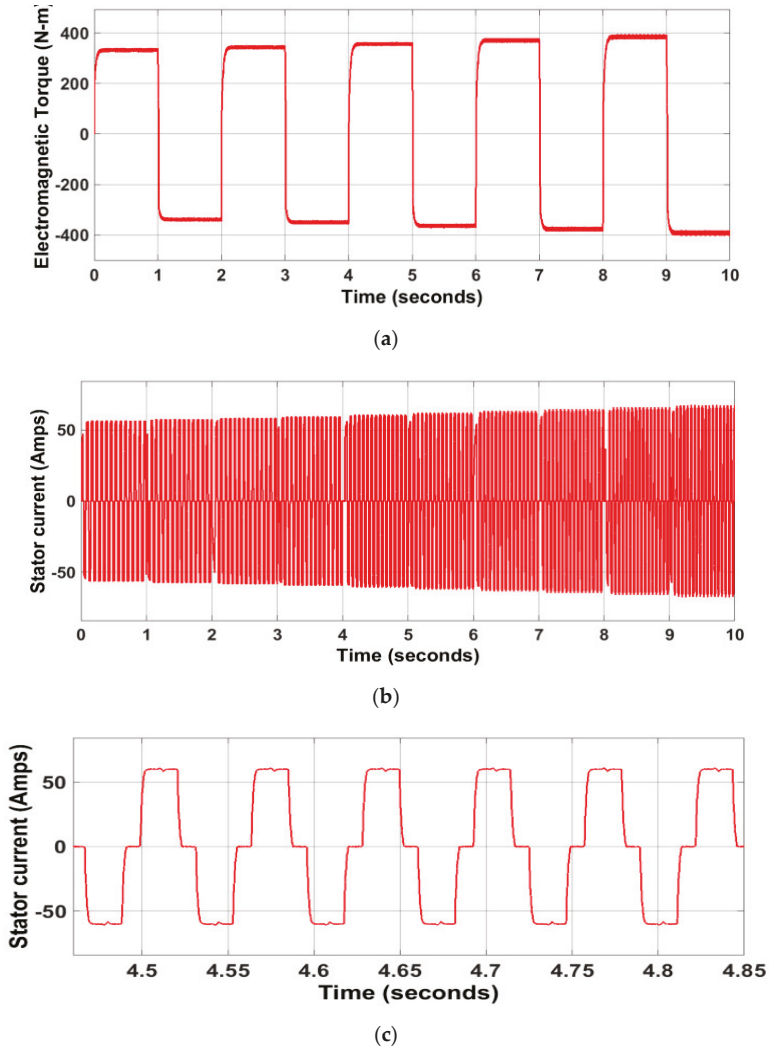 Electromagnetic Torque (N-m)
400
200
0
-200
-400
0 1 2 3 4 5 6 7 8 9 10
Time (seconds)
(a)
Stator current (Amps)
50
0
-50
0 1 2 3 4 5 6 7 8 9 10
Time (seconds)
(b)
Stator current (Amps)
50
0
-50
4.5 4.55 4.6 4.65 4.7 4.75 4.8 4.85
Time (seconds)
(c)